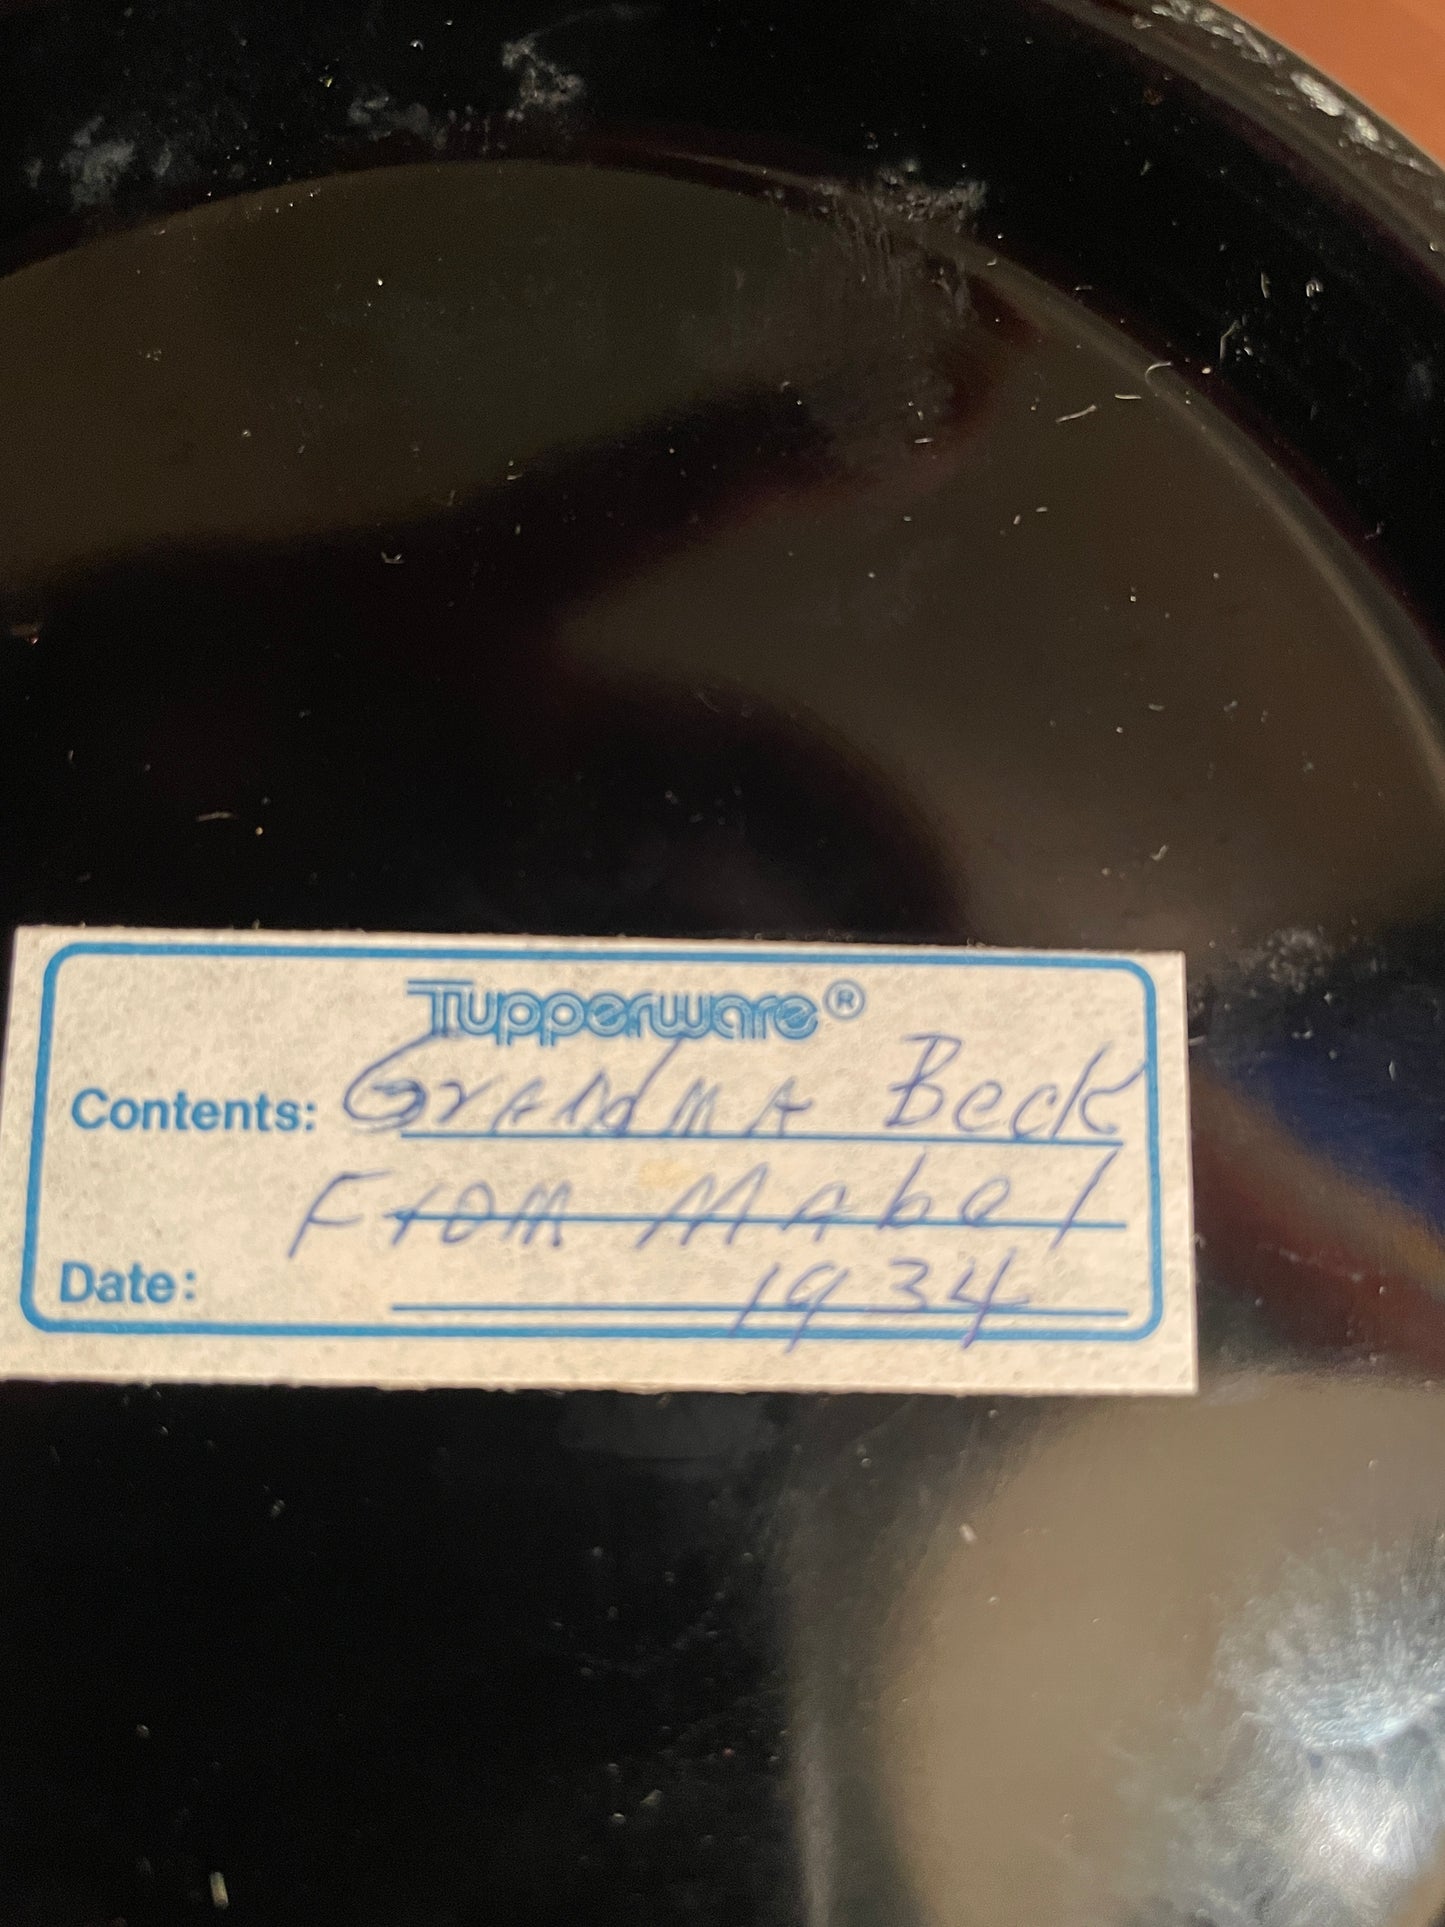 Tupperware®
Contents: Grandma Beck
From Mabel
Date: 1934